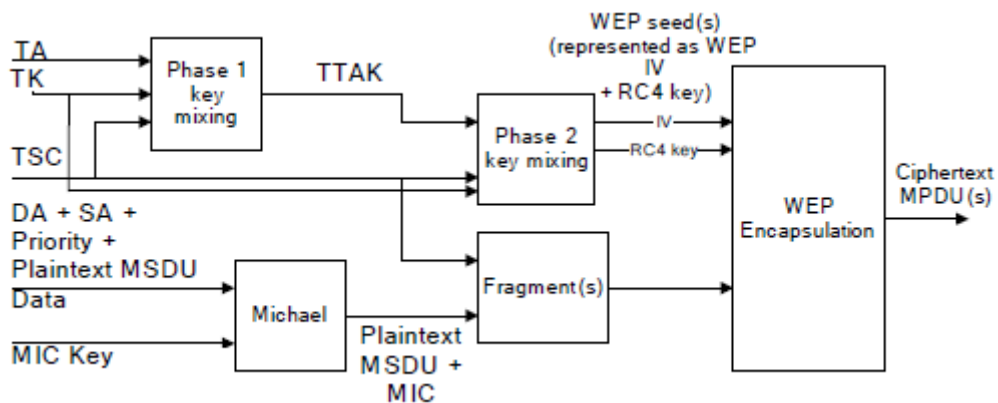 TA
TK
Phase 1
key
mixing
TTAK
WEP seed(s)
(represented as WEP
IV
+ RC4 key)
IV
RC4 key
Phase 2
key mixing
TSC
WEP
Encapsulation
Ciphertext
MPDU(s)
DA + SA +
Priority +
Plaintext MSDU
Data
MIC Key
Michael
Plaintext
MSDU +
MIC
Fragment(s)